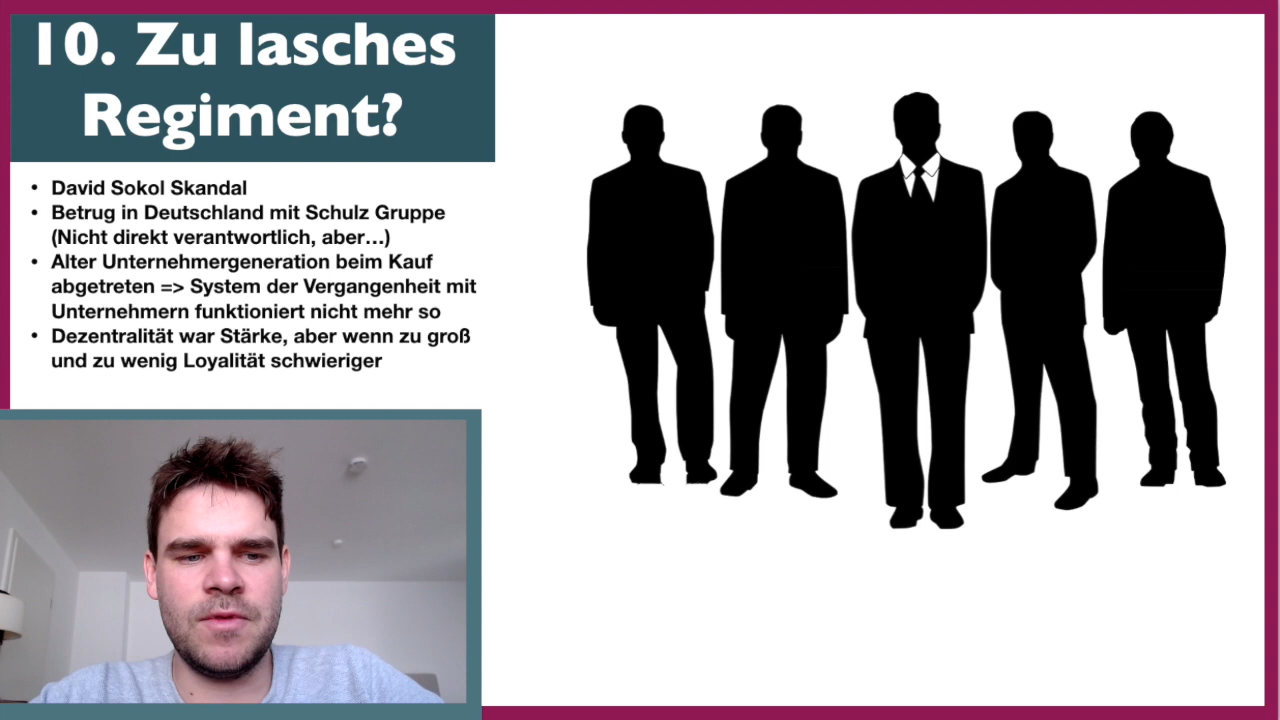 10. Zu lasches
Regiment?
• David Sokol Skandal
• Betrug in Deutschland mit Schulz Gruppe
(Nicht direkt verantwortlich, aber…)
• Alter Unternehmergeneration beim Kauf
abgetreten => System der Vergangenheit mit
Unternehmern funktioniert nicht mehr so
• Dezentralität war Stärke, aber wenn zu groß
und zu wenig Loyalität schwieriger